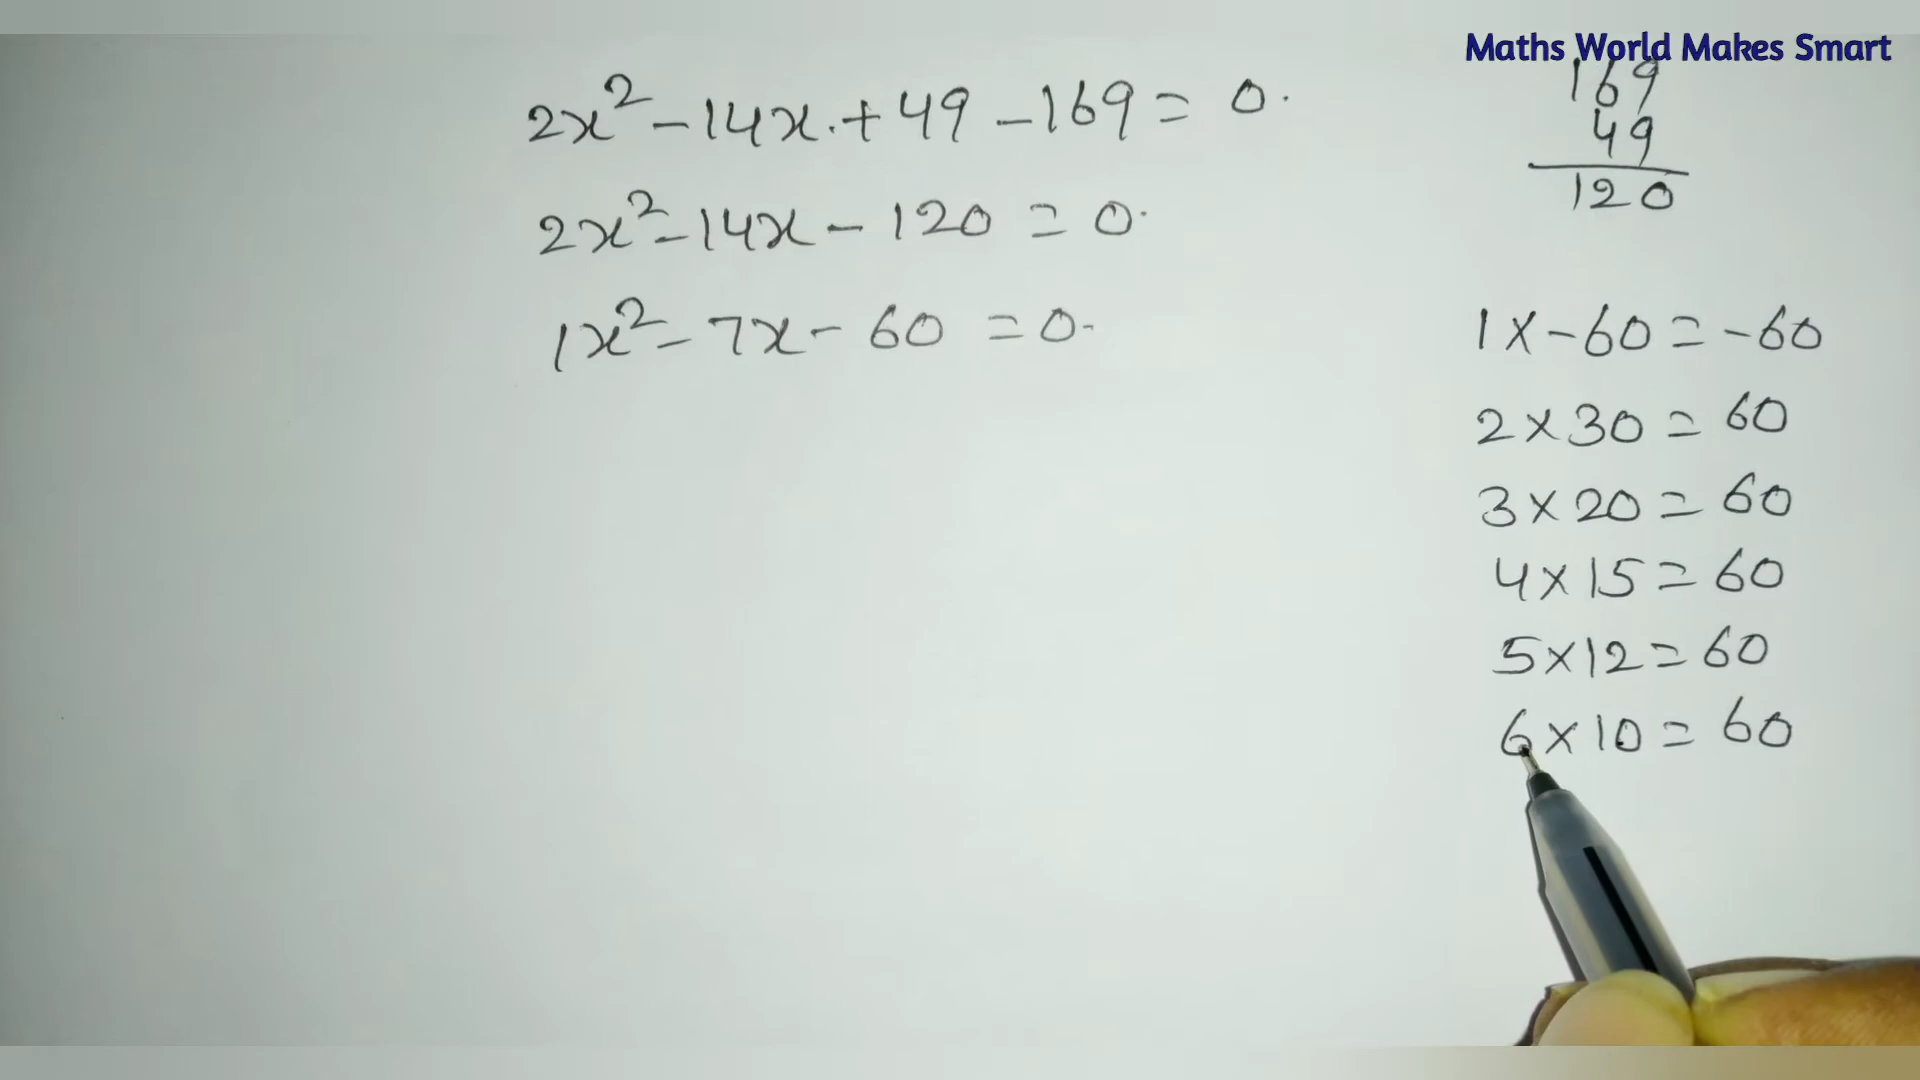 Maths World Makes Smart
2x² - 14x + 49 - 169 = 0.
2x² - 14x - 120 = 0.
1x² - 7x - 60 = 0.
169
49
120
1 x -60 = -60
2 x 30 = 60
3 x 20 = 60
4 x 15 = 60
5 x 12 = 60
6 x 10 = 60